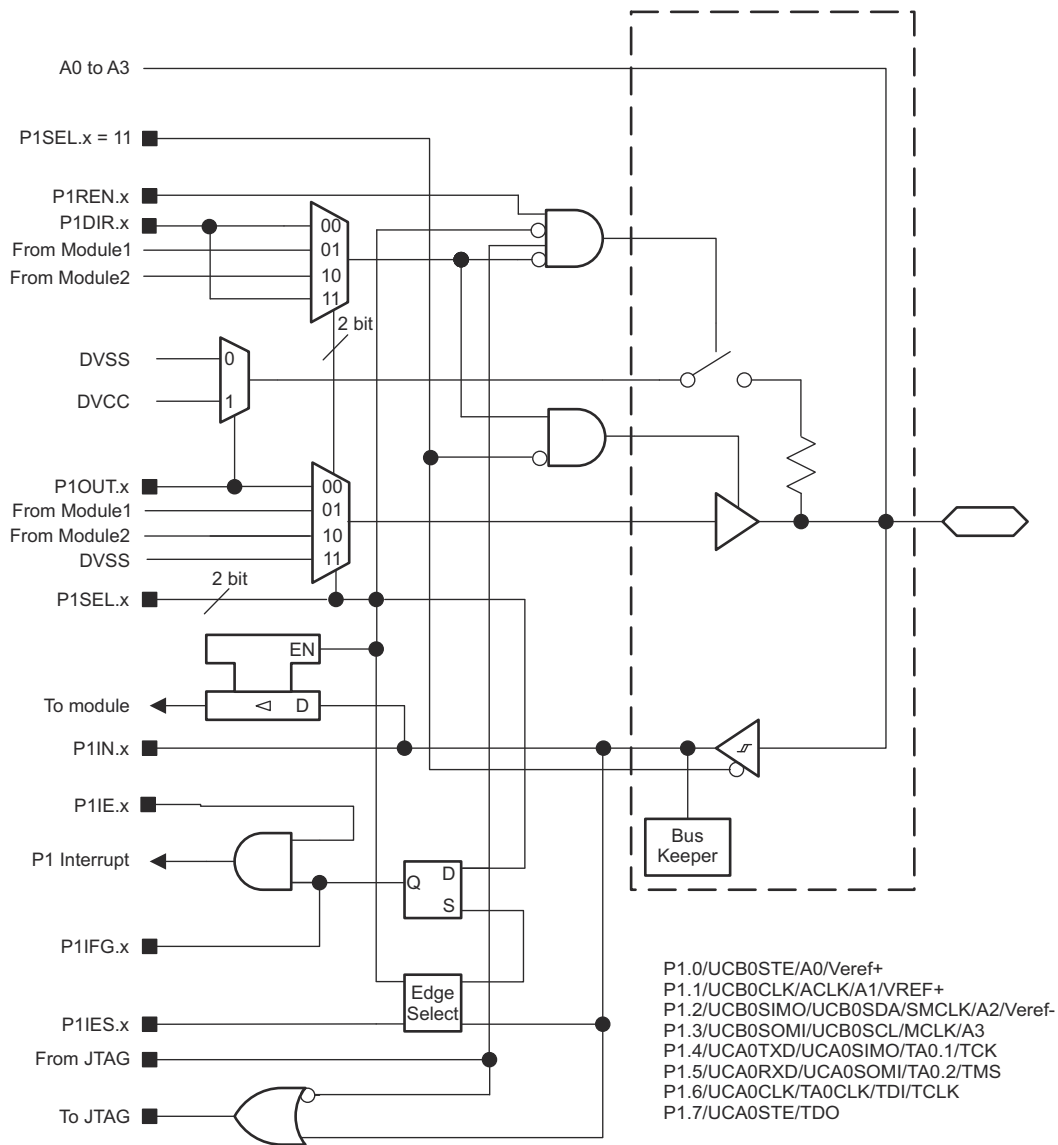 A0 to A3
P1SEL.x = 11
P1REN.x
P1DIR.x
From Module1
From Module2
00
01
10
11
2 bit
DVSS
DVCC
0
1
P1OUT.x
From Module1
From Module2
DVSS
00
01
10
11
2 bit
P1SEL.x
EN
To module
D
P1IN.x
P1IE.x
Bus
Keeper
P1 Interrupt
Q
D
S
P1IFG.x
Edge
Select
P1IES.x
From JTAG
To JTAG
P1.0/UCB0STE/A0/Veref+
P1.1/UCB0CLK/ACLK/A1/VREF+
P1.2/UCB0SIMO/UCB0SDA/SMCLK/A2/Veref-
P1.3/UCB0SOMI/UCB0SCL/MCLK/A3
P1.4/UCA0TXD/UCA0SIMO/TA0.1/TCK
P1.5/UCA0RXD/UCA0SOMI/TA0.2/TMS
P1.6/UCA0CLK/TA0CLK/TDI/TCLK
P1.7/UCA0STE/TDO